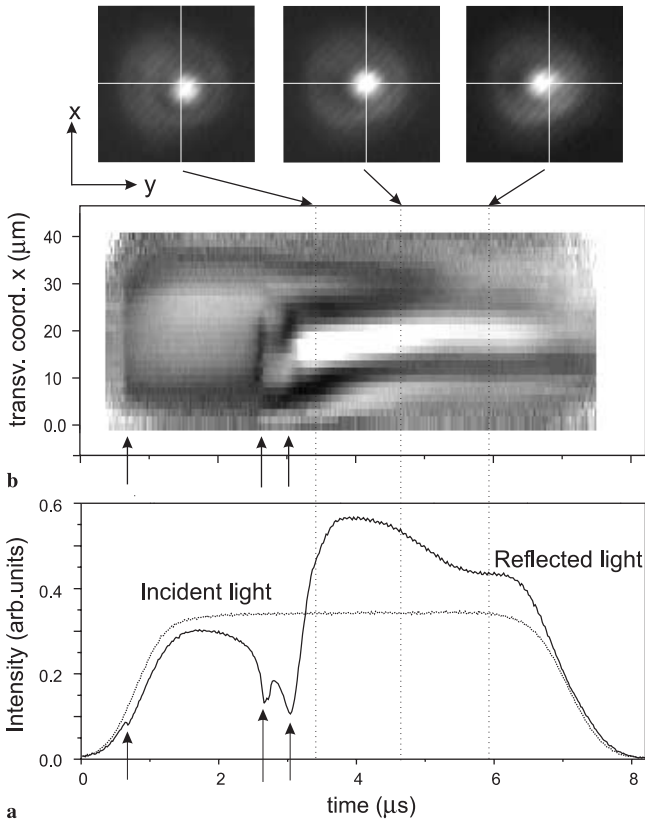 x
y
transv. coord. x (μm)
40
30
20
10
0.0
b
Intensity (arb.units)
0.6
0.4
0.2
0.0
Incident light
Reflected light
0
2
4
6
8
time (μs)
a